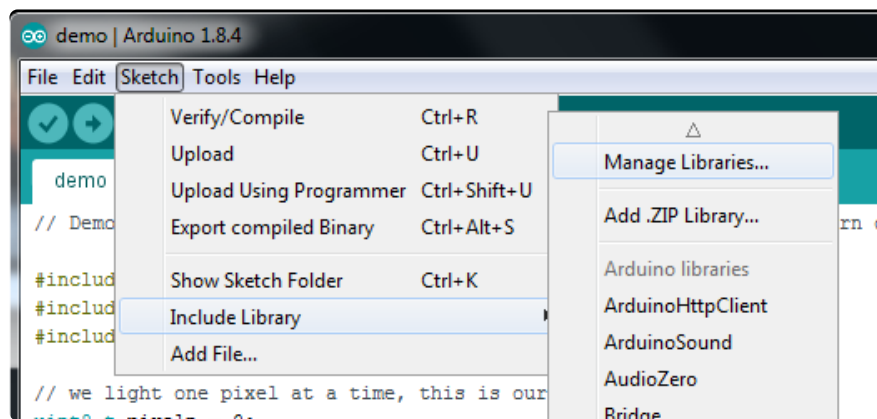 demo | Arduino 1.8.4
File Edit Sketch Tools Help
Verify/Compile Ctrl+R
Upload Ctrl+U
Upload Using Programmer Ctrl+Shift+U
Export compiled Binary Ctrl+Alt+S
Show Sketch Folder Ctrl+K
Include Library
Add File...
Manage Libraries...
Add .ZIP Library...
Arduino libraries
ArduinoHttpClient
ArduinoSound
AudioZero
Bridge
demo
// Demo
rn
#includ
#includ
#includ
// we light one pixel at a time, this is our